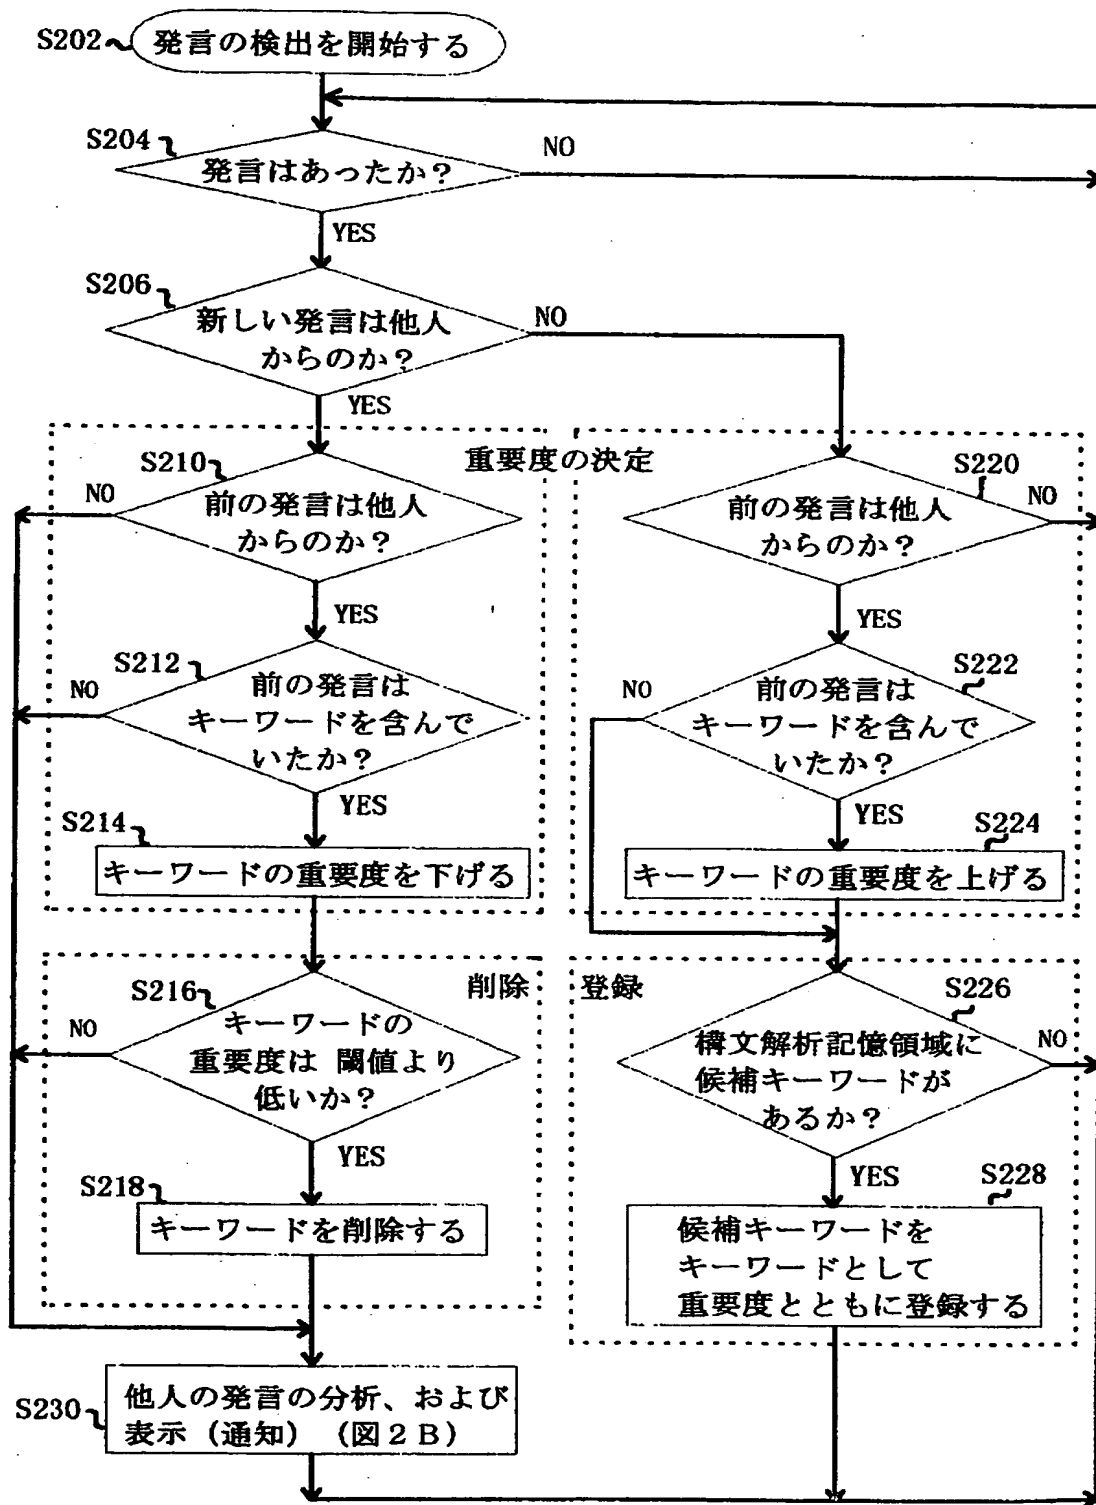 S202
発言の検出を開始する
S204
発言はあったか？
NO
YES
S206
新しい発言は他人
からのか？
NO
YES
重要度の決定
S210
NO
前の発言は他人
からのか？
YES
S220
NO
前の発言は他人
からのか？
YES
S212
NO
前の発言は
キーワードを含んで
いたか？
YES
S222
NO
前の発言は
キーワードを含んで
いたか？
YES
S214
キーワードの重要度を下げる
S224
キーワードの重要度を上げる
削除
S216
NO
キーワードの
重要度は 閾値より
低いか？
YES
登録
S226
NO
構文解析記憶領域に
候補キーワードが
あるか？
YES
S218
キーワードを削除する
S228
候補キーワードを
キーワードとして
重要度とともに登録する
S230
他人の発言の分析、および
表示（通知）（図２Ｂ）